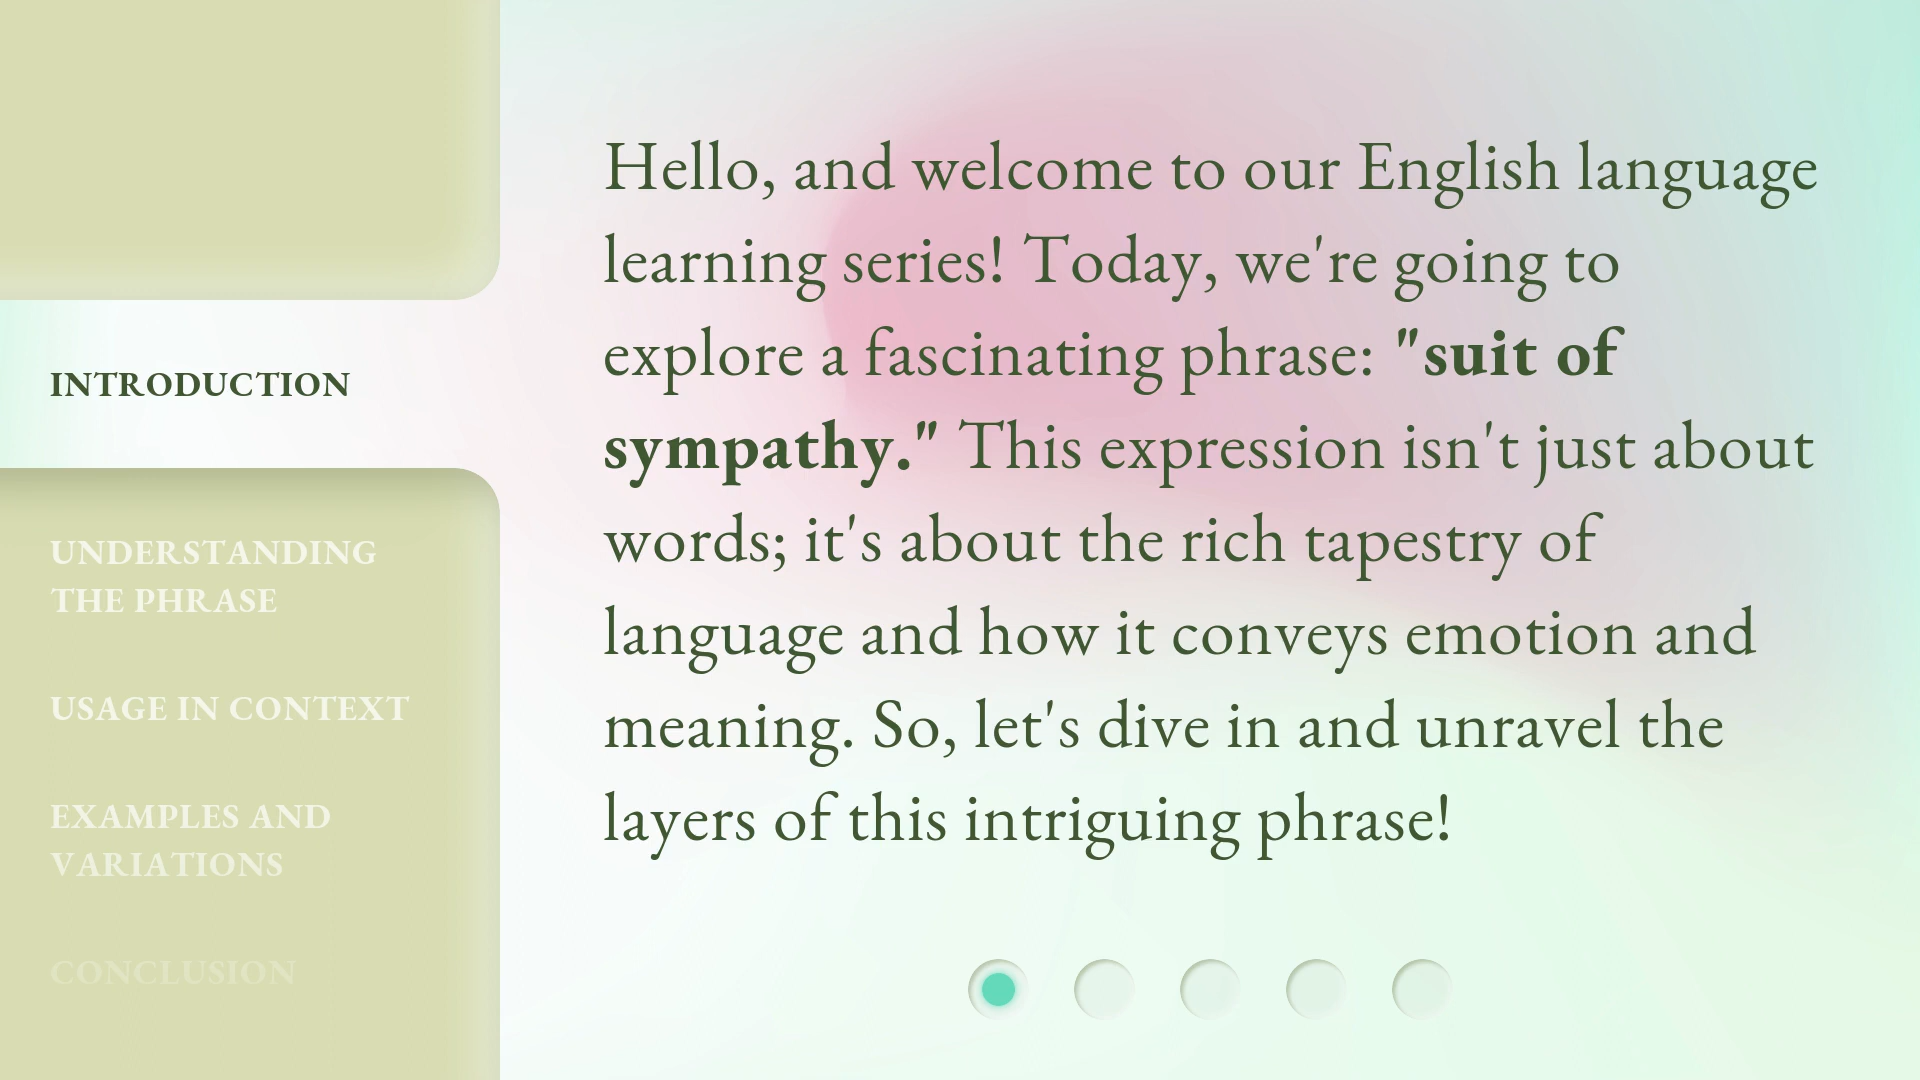 INTRODUCTION
UNDERSTANDING
THE PHRASE
USAGE IN CONTEXT
EXAMPLES AND
VARIATIONS
CONCLUSION
Hello, and welcome to our English language
learning series! Today, we're going to
explore a fascinating phrase: "suit of
sympathy." This expression isn't just about
words; it's about the rich tapestry of
language and how it conveys emotion and
meaning. So, let's dive in and unravel the
layers of this intriguing phrase!